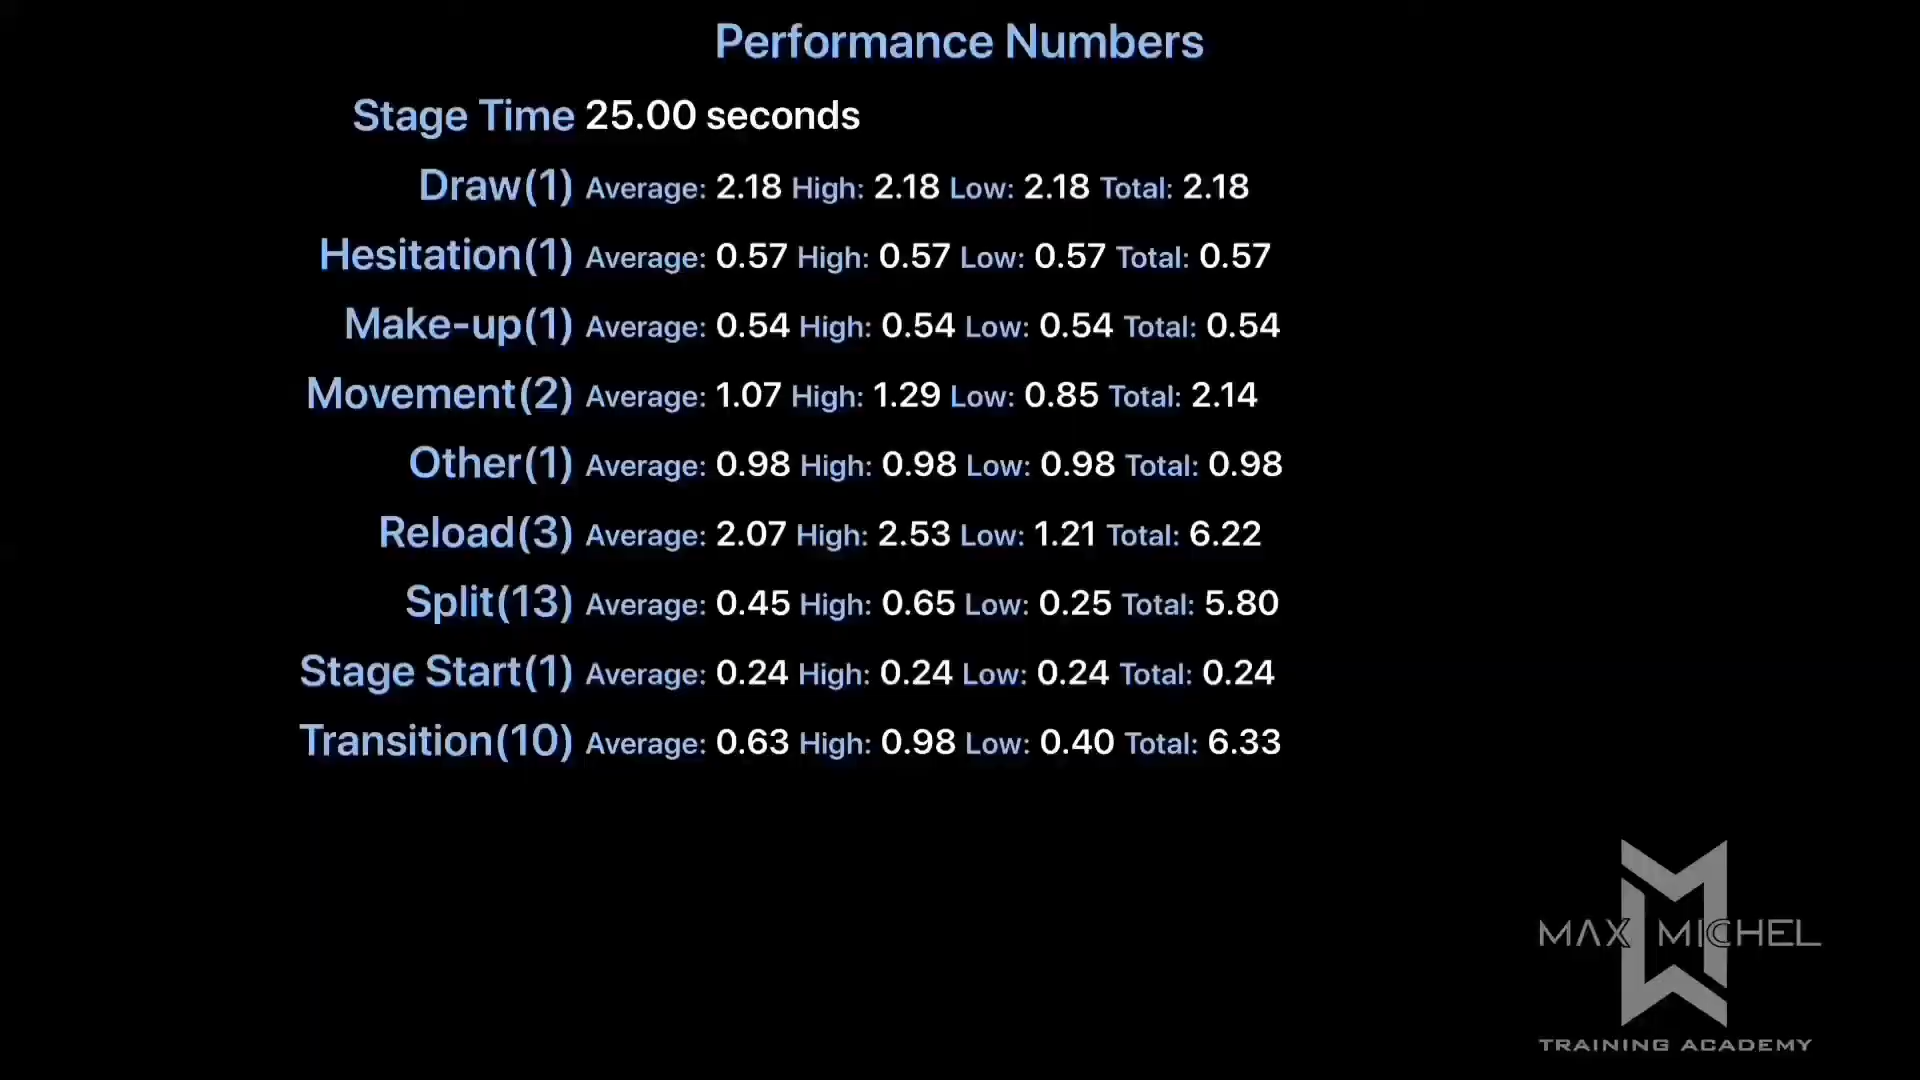 Performance Numbers
Stage Time 25.00 seconds
Draw(1) Average: 2.18 High: 2.18 Low: 2.18 Total: 2.18
Hesitation(1) Average: 0.57 High: 0.57 Low: 0.57 Total: 0.57
Make-up(1) Average: 0.54 High: 0.54 Low: 0.54 Total: 0.54
Movement(2) Average: 1.07 High: 1.29 Low: 0.85 Total: 2.14
Other(1) Average: 0.98 High: 0.98 Low: 0.98 Total: 0.98
Reload(3) Average: 2.07 High: 2.53 Low: 1.21 Total: 6.22
Split(13) Average: 0.45 High: 0.65 Low: 0.25 Total: 5.80
Stage Start(1) Average: 0.24 High: 0.24 Low: 0.24 Total: 0.24
Transition(10) Average: 0.63 High: 0.98 Low: 0.40 Total: 6.33
MAX MICHEL
TRAINING ACADEMY